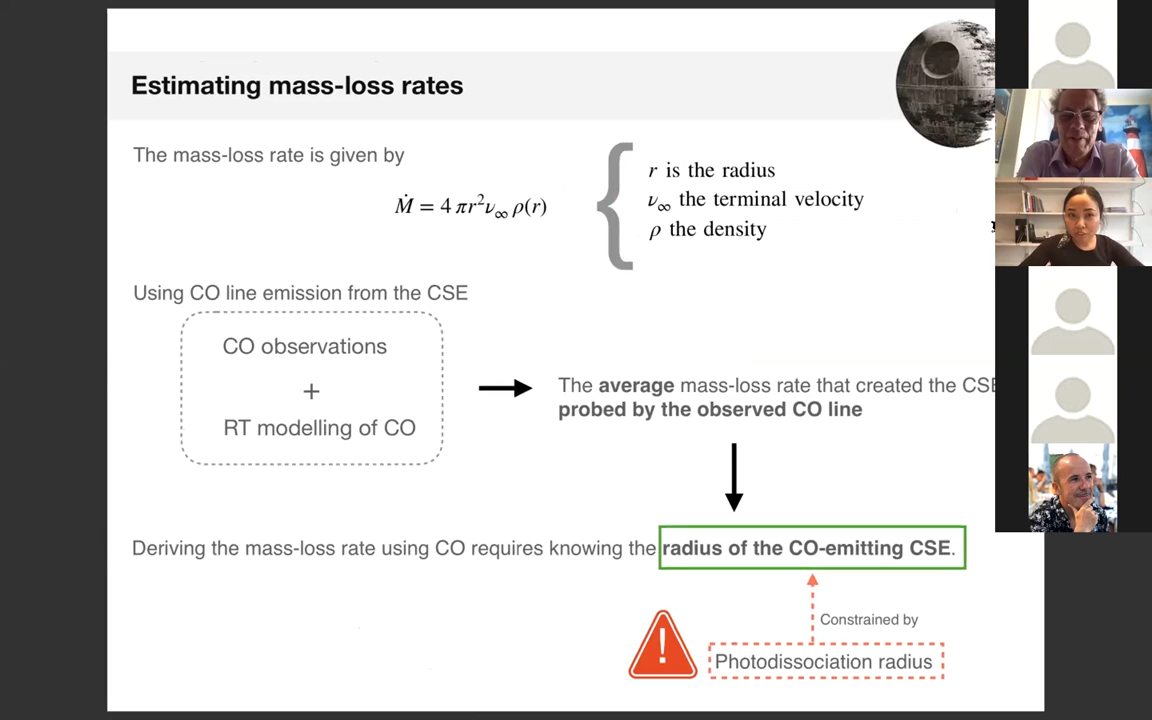 Estimating mass-loss rates
The mass-loss rate is given by
Ṁ = 4 πr²ν∞ ρ(r)
r is the radius
ν∞ the terminal velocity
ρ the density
Using CO line emission from the CSE
CO observations
+
RT modelling of CO
The average mass-loss rate that created the CSE
probed by the observed CO line
Deriving the mass-loss rate using CO requires knowing the radius of the CO-emitting CSE.
Constrained by
!
Photodissociation radius